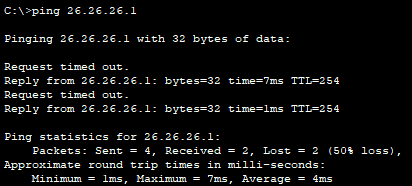 C:\>ping 26.26.26.1
Pinging 26.26.26.1 with 32 bytes of data:
Request timed out.
Reply from 26.26.26.1: bytes=32 time=7ms TTL=254
Request timed out.
Reply from 26.26.26.1: bytes=32 time=1ms TTL=254
Ping statistics for 26.26.26.1:
    Packets: Sent = 4, Received = 2, Lost = 2 (50% loss),
Approximate round trip times in milli-seconds:
    Minimum = 1ms, Maximum = 7ms, Average = 4ms